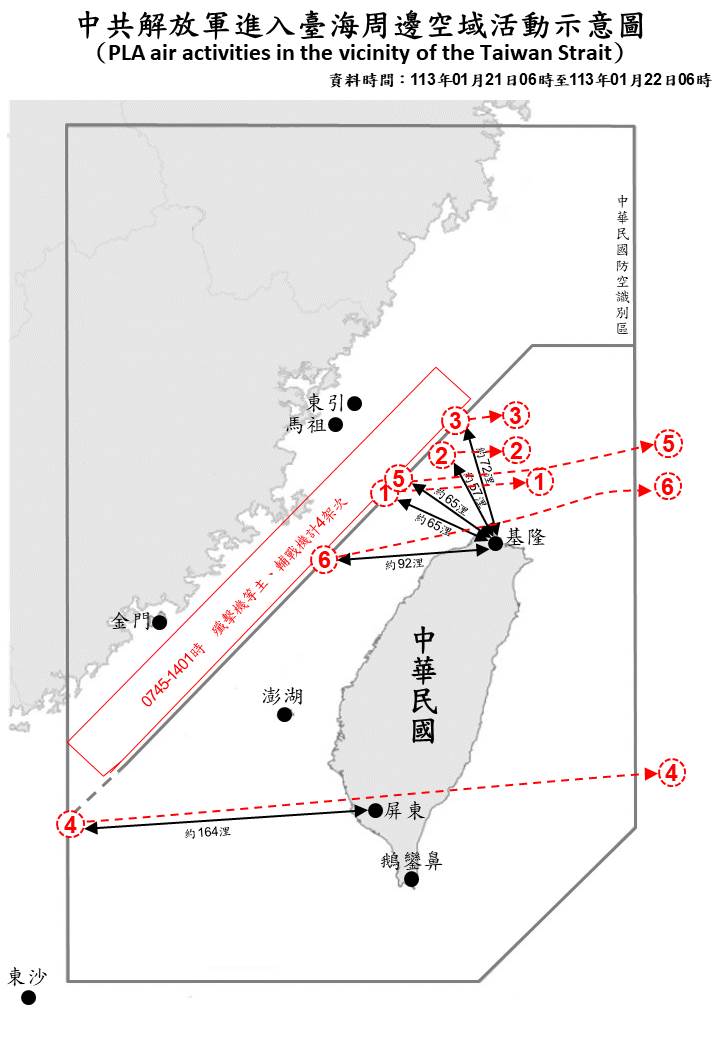 中共解放軍進入臺海周邊空域活動示意圖
（PLA air activities in the vicinity of the Taiwan Strait）
資料時間：113年01月21日06時至113年01月22日06時
中華民國防空識別區
東引
馬祖
3
3
2
2
5
5
1
1
6
6
約72浬
約57浬
約65浬
約65浬
約92浬
基隆
0745-1401時 殲擊機等主、輔戰機計4架次
金門
澎湖
中華民國
4
4
約164浬
屏東
鵝鑾鼻
東沙